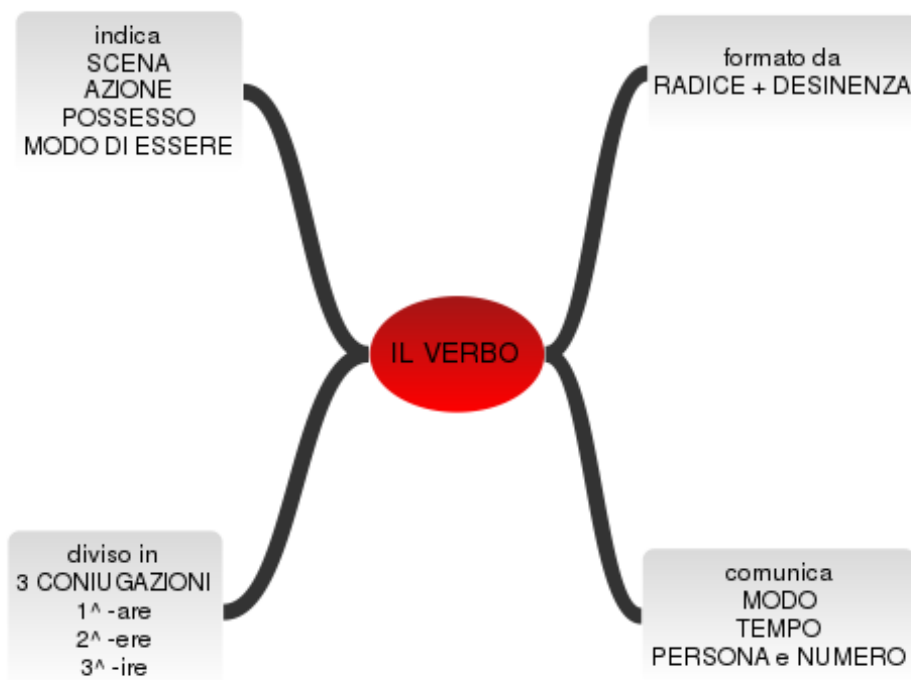 indica
SCENA
AZIONE
POSSESSO
MODO DI ESSERE
formato da
RADICE + DESINENZA
IL VERBO
diviso in
3 CONIUGAZIONI
1^ -are
2^ -ere
3^ -ire
comunica
MODO
TEMPO
PERSONA e NUMERO